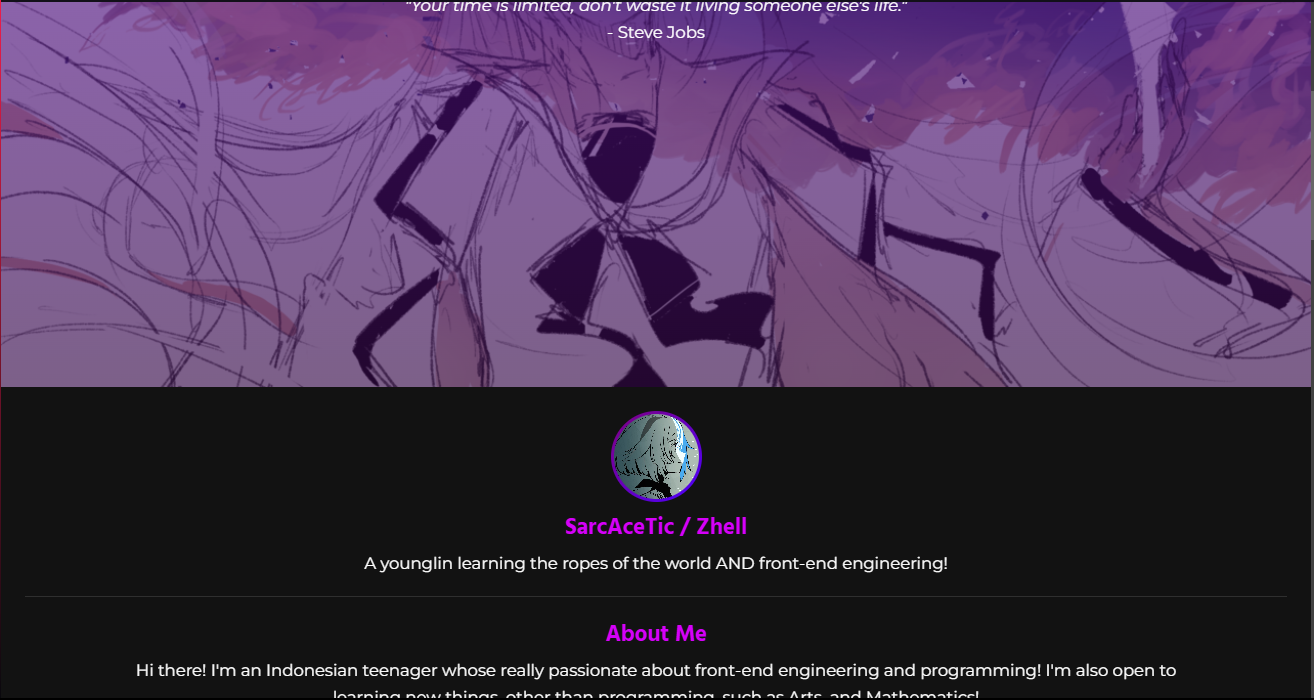 "Your time is limited, don't waste it living someone else's life."
- Steve Jobs
SarcAceTic / Zhell
A younglin learning the ropes of the world AND front-end engineering!
About Me
Hi there! I'm an Indonesian teenager whose really passionate about front-end engineering and programming! I'm also open to
learning new things, other than programming, such as Arts, and Mathematics!